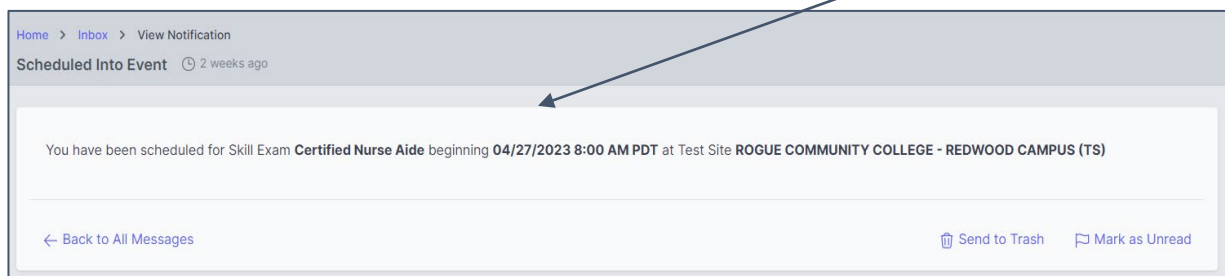 Home > Inbox > View Notification
Scheduled Into Event 2 weeks ago
You have been scheduled for Skill Exam Certified Nurse Aide beginning 04/27/2023 8:00 AM PDT at Test Site ROGUE COMMUNITY COLLEGE - REDWOOD CAMPUS (TS)
← Back to All Messages Send to Trash Mark as Unread